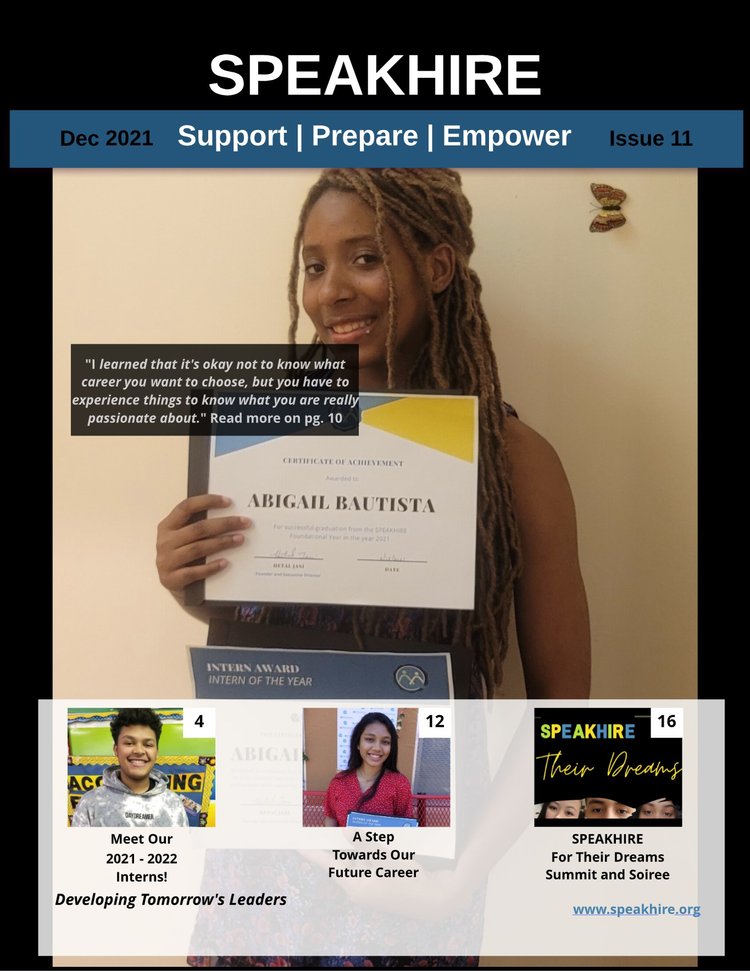 SPEAKHIRE
Dec 2021
Support | Prepare | Empower
Issue 11
"I learned that it's okay not to know what
career you want to choose, but you have to
experience things to know what you are really
passionate about." Read more on pg. 10
CERTIFICATE OF ACHIEVEMENT
Awarded to
ABIGAIL BAUTISTA
For successful graduation from the SPEAKHIRE
Foundational Year in the year 2021
HETAL JANI
DATE
Founder and Executive Director
INTERN AWARD
INTERN OF THE YEAR
ABIGAI
4
DAYDREAMER
Meet Our
2021 - 2022
Interns!
12
A Step
Towards Our
Future Career
16
SPEAKHIRE
Their Dreams
SPEAKHIRE
For Their Dreams
Summit and Soiree
Developing Tomorrow's Leaders
www.speakhire.org